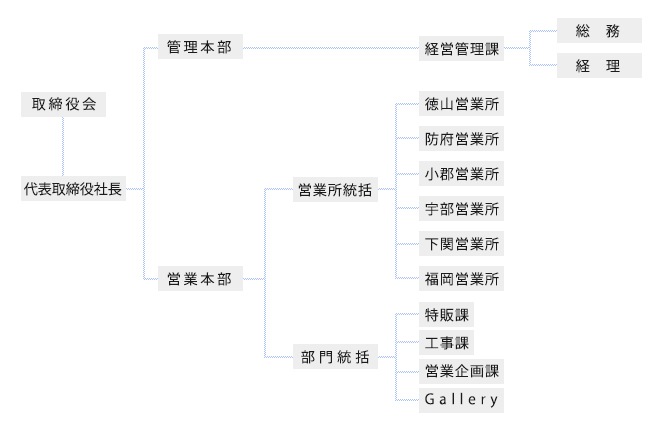 取締役会
代表取締役社長
管理本部
経営管理課
総　務
経　理
営業本部
営業所統括
徳山営業所
防府営業所
小郡営業所
宇部営業所
下関営業所
福岡営業所
部門統括
特販課
工事課
営業企画課
Gallery